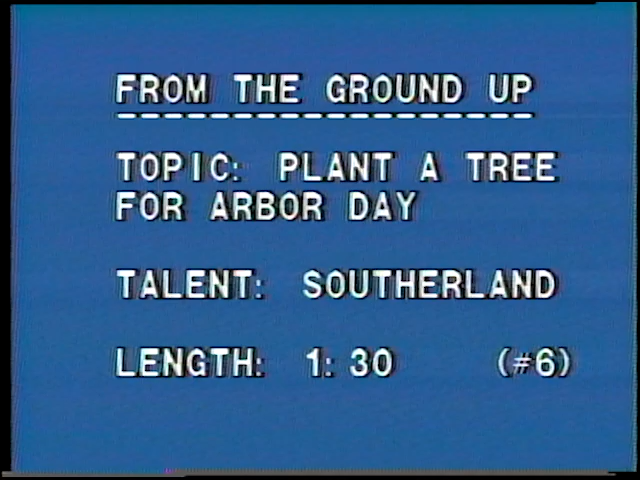 FROM THE GROUND UP
------------------
TOPIC: PLANT A TREE
FOR ARBOR DAY
TALENT: SOUTHERLAND
LENGTH: 1:30 (#6)